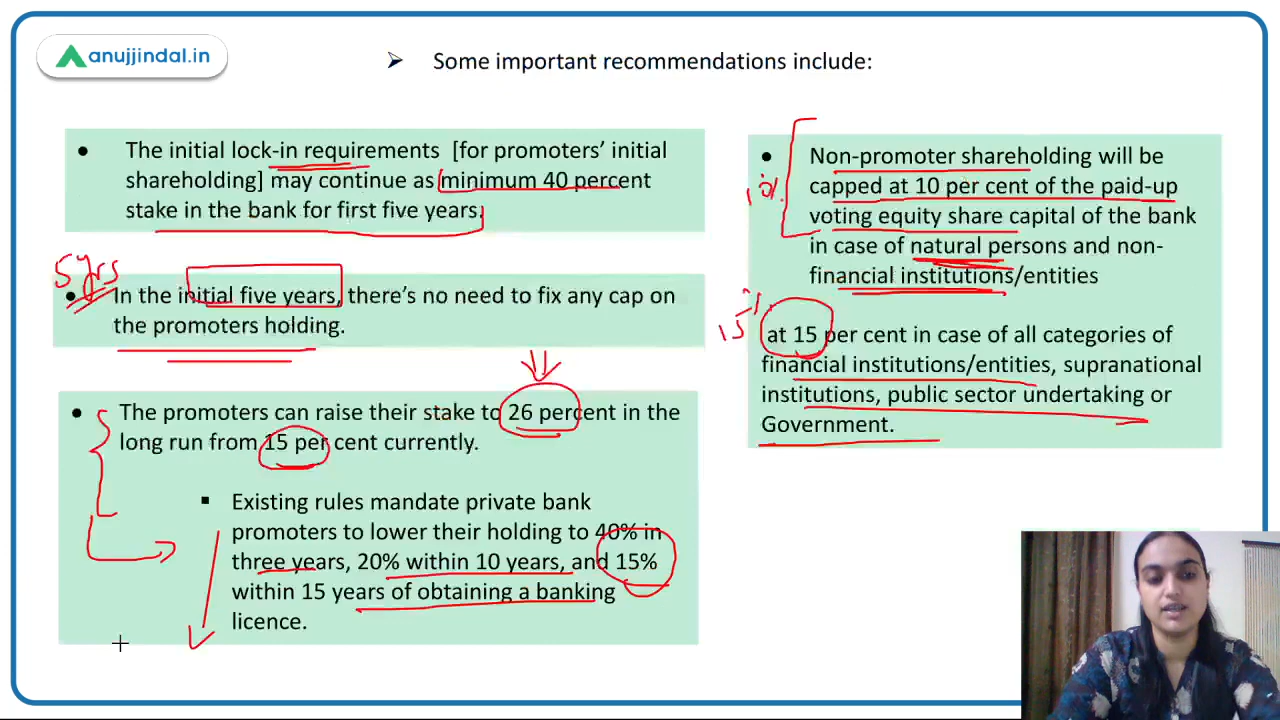 anujjindal.in
➢ Some important recommendations include:
• The initial lock-in requirements [for promoters' initial
shareholding] may continue as minimum 40 percent
stake in the bank for first five years.
5yrs
• In the initial five years, there's no need to fix any cap on
the promoters holding.
• The promoters can raise their stake to 26 percent in the
long run from 15 per cent currently.
▪ Existing rules mandate private bank
promoters to lower their holding to 40% in
three years, 20% within 10 years, and 15%
within 15 years of obtaining a banking
licence.
• Non-promoter shareholding will be
capped at 10 per cent of the paid-up
voting equity share capital of the bank
in case of natural persons and non-
financial institutions/entities
10%
15%
at 15 per cent in case of all categories of
financial institutions/entities, supranational
institutions, public sector undertaking or
Government.